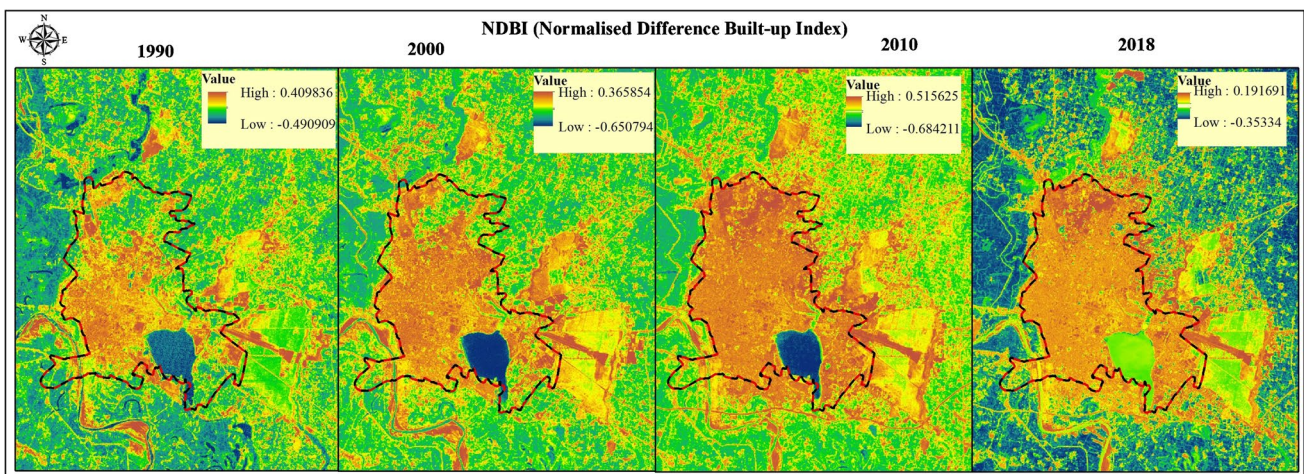 NDBI (Normalised Difference Built-up Index)
N
W E
S
1990
2000
2010
2018
Value
High : 0.409836
Low : -0.490909
Value
High : 0.365854
Low : -0.650794
Value
High : 0.515625
Low : -0.684211
Value
High : 0.191691
Low : -0.35334